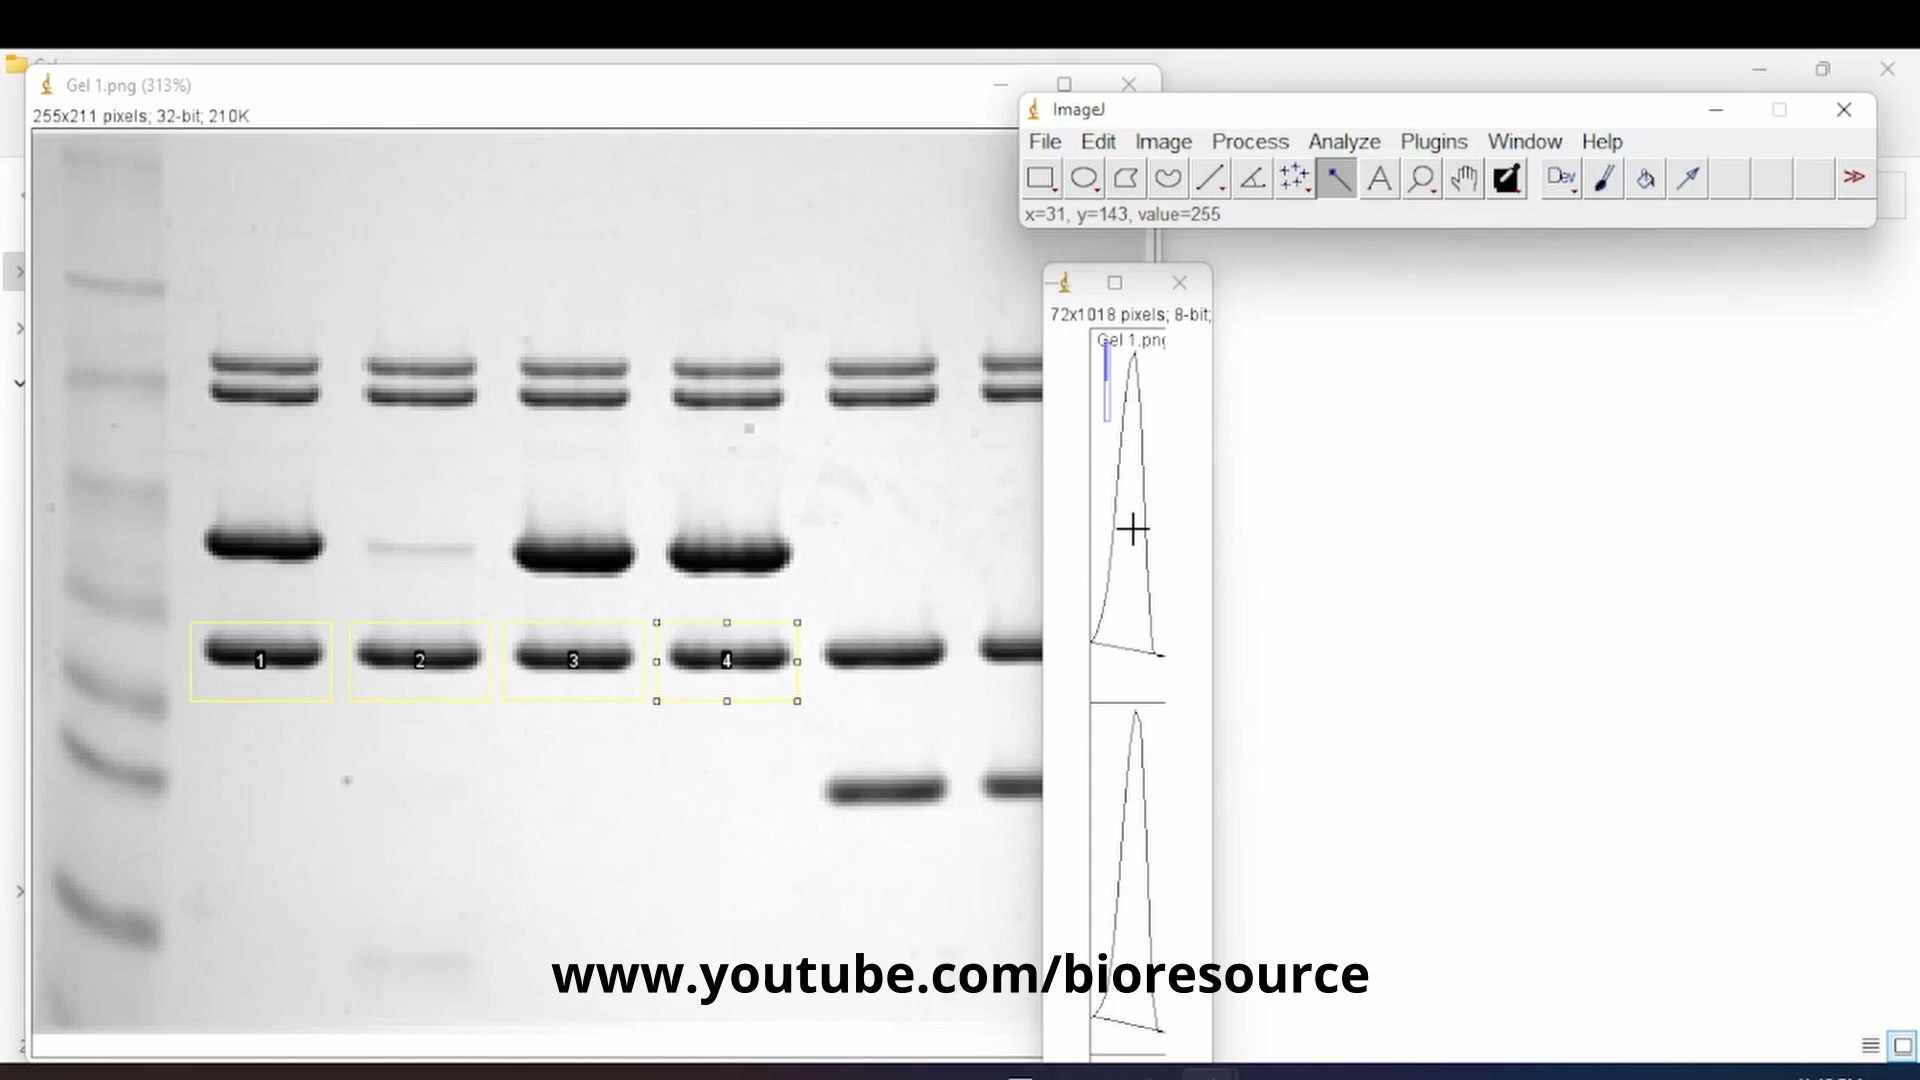 Gel 1.png (313%)
255x211 pixels; 32-bit; 210K
ImageJ
File Edit Image Process Analyze Plugins Window Help
Dev
x=31, y=143, value=255
72x1018 pixels; 8-bit;
Gel 1.png
1 2 3 4
www.youtube.com/bioresource